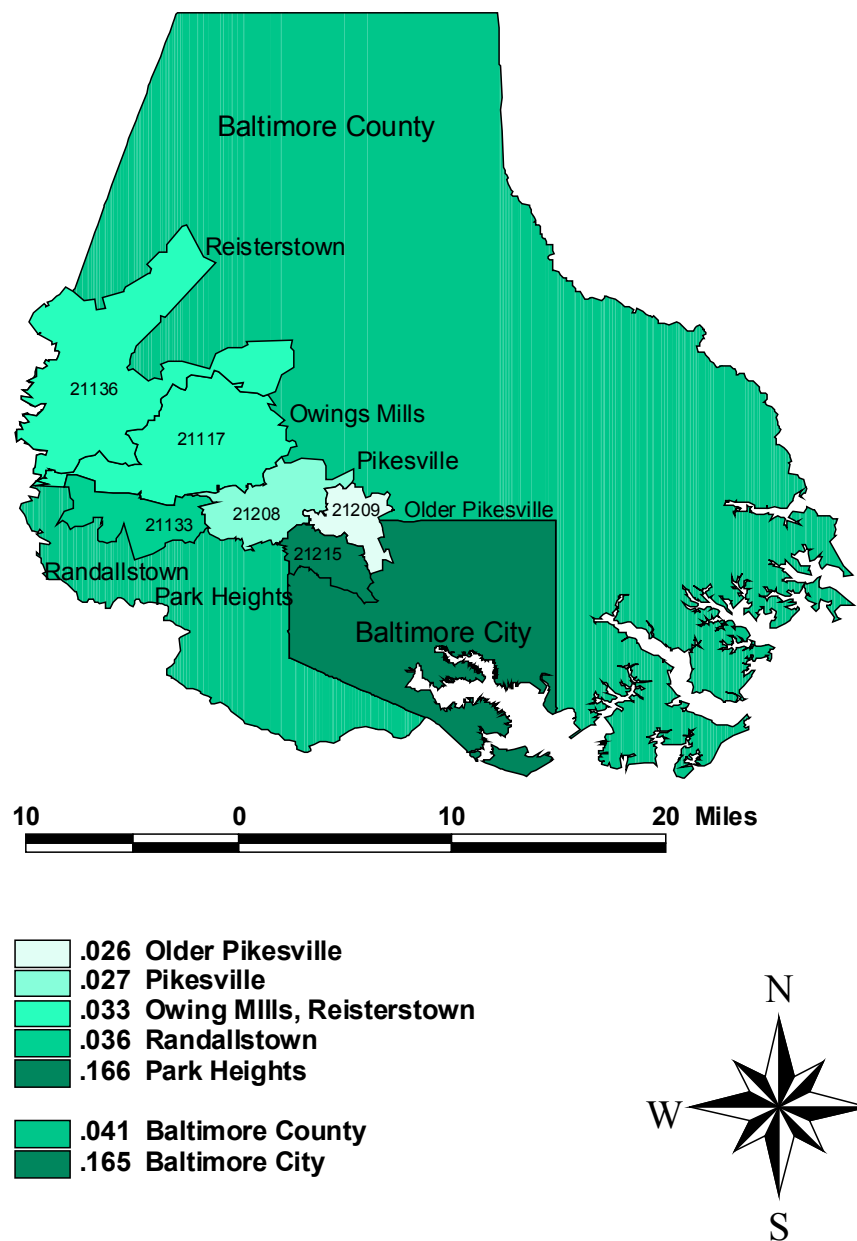 Baltimore County
Reisterstown
21136
Owings Mills
21117
Pikesville
21208
21209
Older Pikesville
21133
21215
Randallstown
Park Heights
Baltimore City
10 0 10 20 Miles
.026 Older Pikesville
.027 Pikesville
.033 Owing MIlls, Reisterstown
.036 Randallstown
.166 Park Heights
.041 Baltimore County
.165 Baltimore City
N
W
S